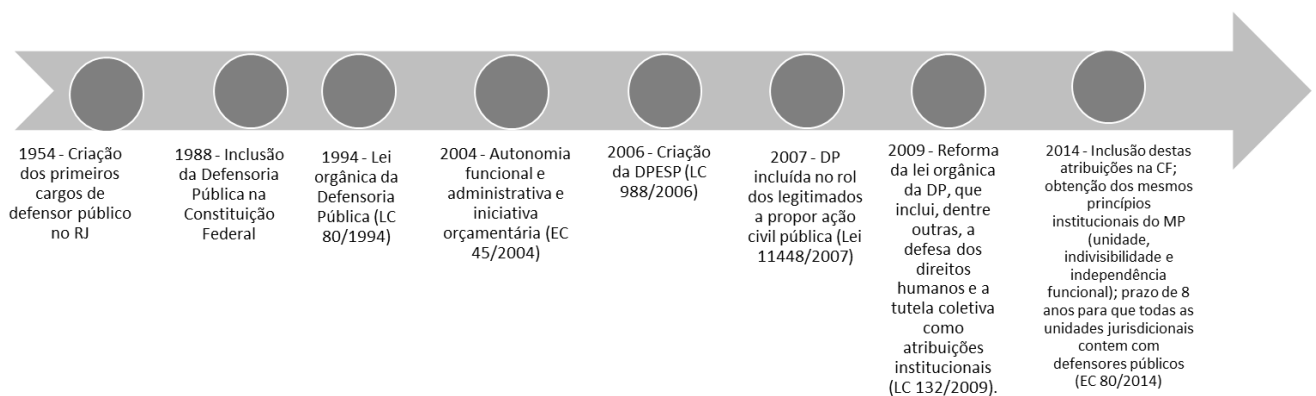 1954 - Criação
dos primeiros
cargos de
defensor público
no RJ
1988 - Inclusão
da Defensoria
Pública na
Constituição
Federal
1994 - Lei
orgânica da
Defensoria
Pública (LC
80/1994)
2004 - Autonomia
funcional e
administrativa e
iniciativa
orçamentária (EC
45/2004)
2006 - Criação
da DPESP (LC
988/2006)
2007 - DP
incluída no rol
dos legitimados
a propor ação
civil pública (Lei
11448/2007)
2009 - Reforma
da lei orgânica
da DP, que
inclui, dentre
outras, a
defesa dos
direitos
humanos e a
tutela coletiva
como
atribuições
institucionais
(LC 132/2009).
2014 - Inclusão destas
atribuições na CF;
obtenção dos mesmos
princípios
institucionais do MP
(unidade,
indivisibilidade e
independência
funcional); prazo de 8
anos para que todas as
unidades jurisdicionais
contem com
defensores públicos
(EC 80/2014)